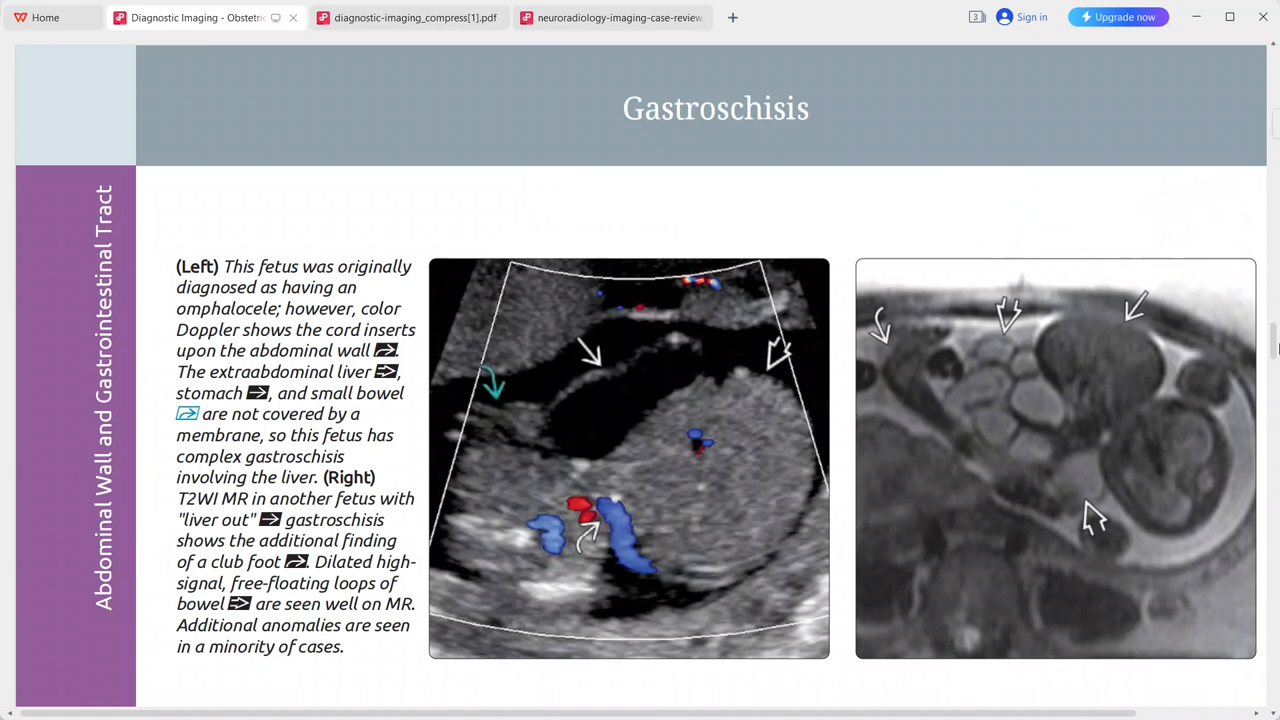 Home
Diagnostic Imaging - Obstetric
diagnostic-imaging_conpress[1].pdf
neuroradiology-imaging-case-review
3
Sign in
Upgrade now
Gastroschisis
Abdominal Wall and Gastrointestinal Tract
(Left) This fetus was originally
diagnosed as having an
omphalocele; however, color
Doppler shows the cord inserts
upon the abdominal wall .
The extraabdominal liver ,
stomach , and small bowel
are not covered by a
membrane, so this fetus has
complex gastroschisis
involving the liver. (Right)
T2WI MR in another fetus with
"liver out" gastroschisis
shows the additional finding
of a club foot . Dilated high-
signal, free-floating loops of
bowel are seen well on MR.
Additional anomalies are seen
in a minority of cases.